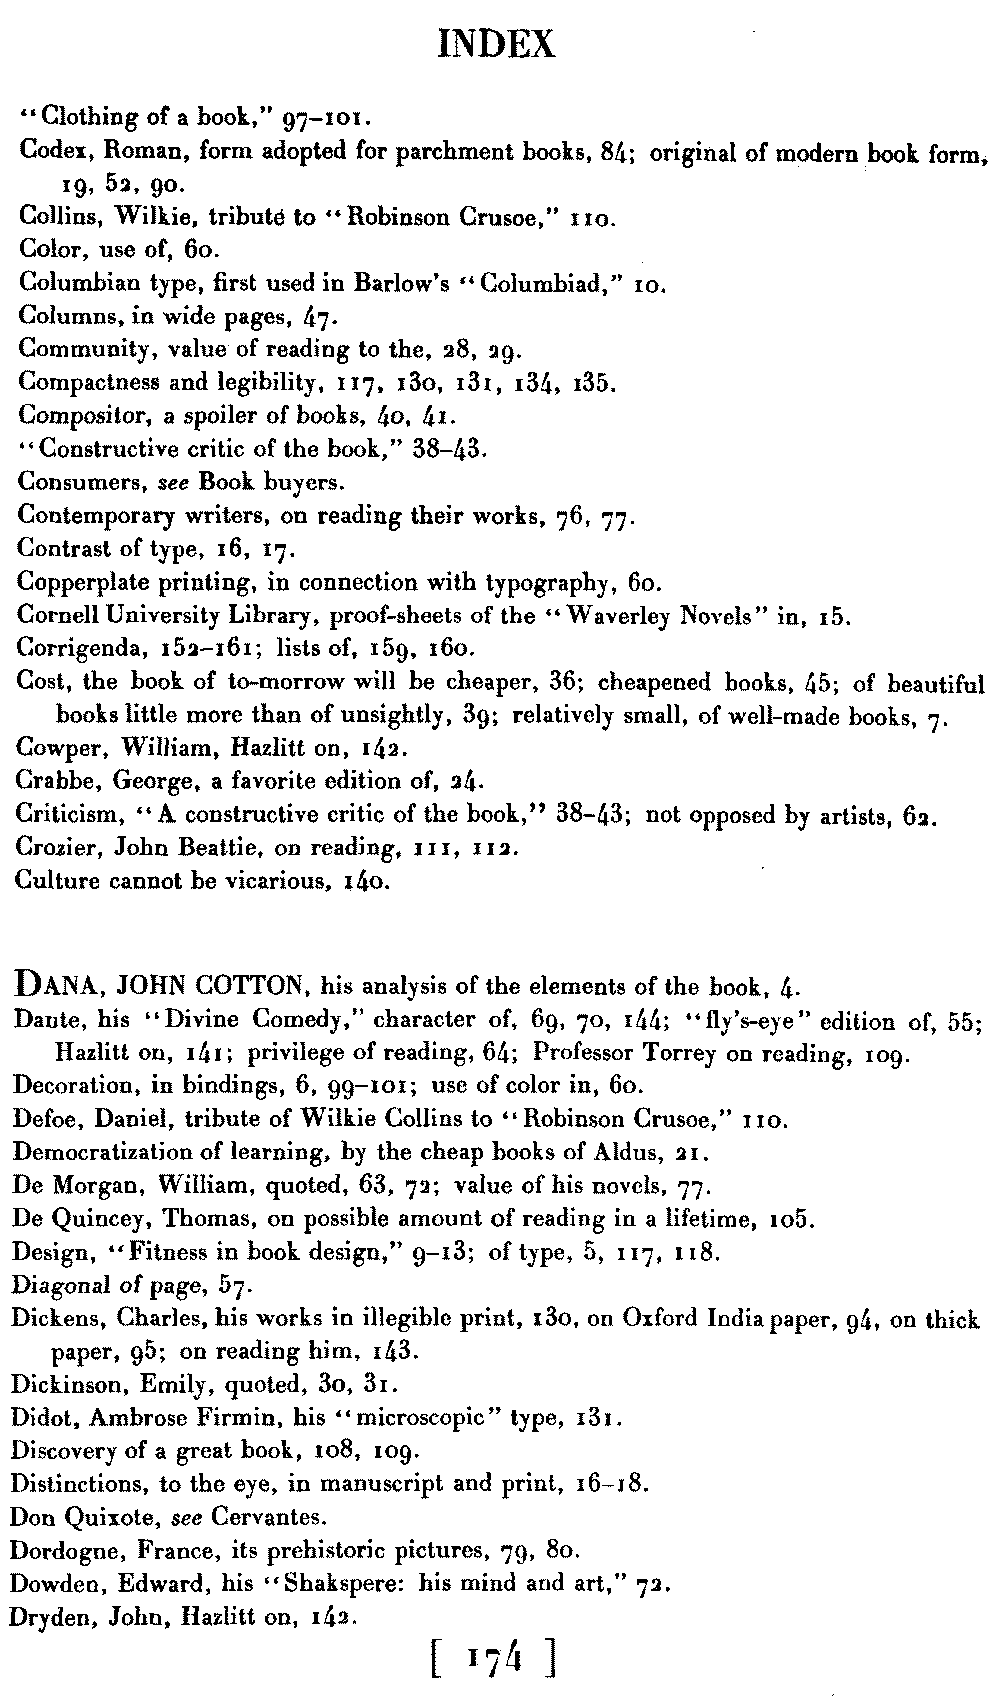 INDEX
“Clothing of a book,” 97–101.
Codex, Roman, form adopted for parchment books, 84; original of modern book form,
19, 52, 90.
Collins, Wilkie, tribute to “Robinson Crusoe,” 110.
Color, use of, 60.
Columbian type, first used in Barlow's “Columbiad,” 10.
Columns, in wide pages, 47.
Community, value of reading to the, 28, 29.
Compactness and legibility, 117, 130, 131, 134, 135.
Compositor, a spoiler of books, 40, 41.
“Constructive critic of the book,” 38–43.
Consumers, see Book buyers.
Contemporary writers, on reading their works, 76, 77.
Contrast of type, 16, 17.
Copperplate printing, in connection with typography, 60.
Cornell University Library, proof-sheets of the “Waverley Novels” in, 15.
Corrigenda, 152–161; lists of, 159, 160.
Cost, the book of to-morrow will be cheaper, 36; cheapened books, 45; of beautiful
books little more than of unsightly, 39; relatively small, of well-made books, 7.
Cowper, William, Hazlitt on, 142.
Crabbe, George, a favorite edition of, 24.
Criticism, “A constructive critic of the book,” 38–43; not opposed by artists, 62.
Crozier, John Beattie, on reading, 111, 112.
Culture cannot be vicarious, 140.
DANA, JOHN COTTON, his analysis of the elements of the book, 4.
Dante, his “Divine Comedy,” character of, 69, 70, 144; “fly's-eye” edition of, 55;
Hazlitt on, 141; privilege of reading, 64; Professor Torrey on reading, 109.
Decoration, in bindings, 6, 99–101; use of color in, 60.
Defoe, Daniel, tribute of Wilkie Collins to “Robinson Crusoe,” 110.
Democratization of learning, by the cheap books of Aldus, 21.
De Morgan, William, quoted, 63, 72; value of his novels, 77.
De Quincey, Thomas, on possible amount of reading in a lifetime, 105.
Design, “Fitness in book design,” 9–13; of type, 5, 117, 118.
Diagonal of page, 57.
Dickens, Charles, his works in illegible print, 130, on Oxford India paper, 94, on thick
paper, 95; on reading him, 143.
Dickinson, Emily, quoted, 30, 31.
Didot, Ambrose Firmin, his “microscopic” type, 131.
Discovery of a great book, 108, 109.
Distinctions, to the eye, in manuscript and print, 16–18.
Don Quixote, see Cervantes.
Dordogne, France, its prehistoric pictures, 79, 80.
Dowden, Edward, his “Shakspere: his mind and art,” 72.
Dryden, John, Hazlitt on, 142.
[ 174 ]